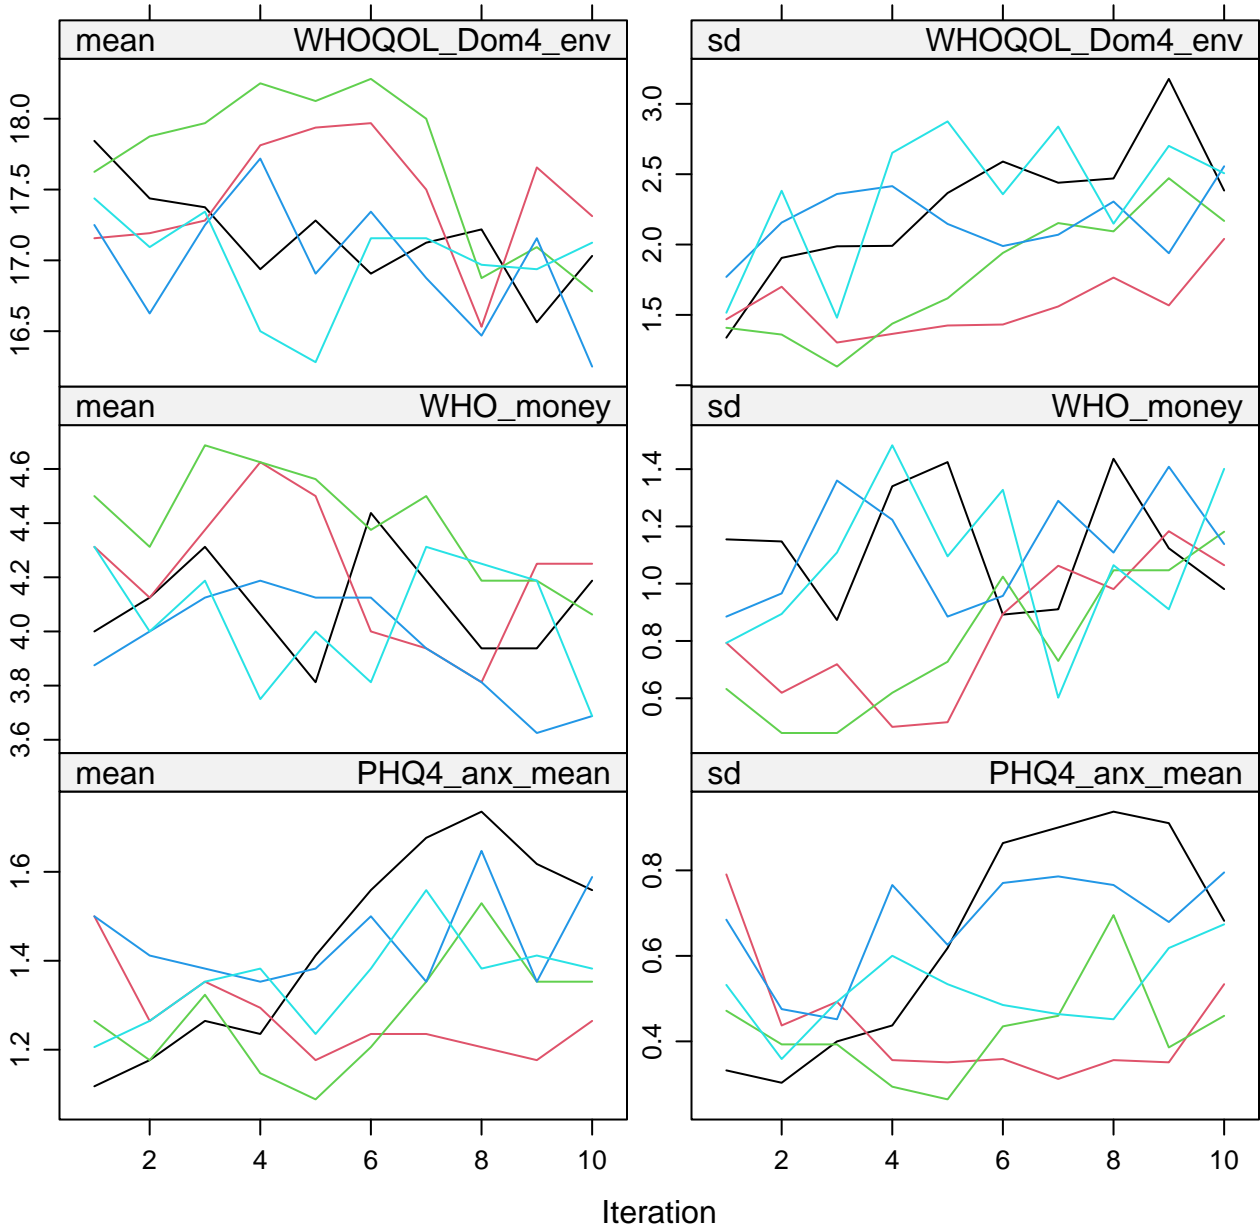 mean WHOQOL_Dom4_env
sd WHOQOL_Dom4_env
18.0
17.5
17.0
16.5
3.0
2.5
2.0
1.5
mean WHO_money
sd WHO_money
4.6
4.4
4.2
4.0
3.8
3.6
1.4
1.2
1.0
0.8
0.6
mean PHQ4_anx_mean
sd PHQ4_anx_mean
1.6
1.4
1.2
0.8
0.6
0.4
2 4 6 8 10
2 4 6 8 10
Iteration